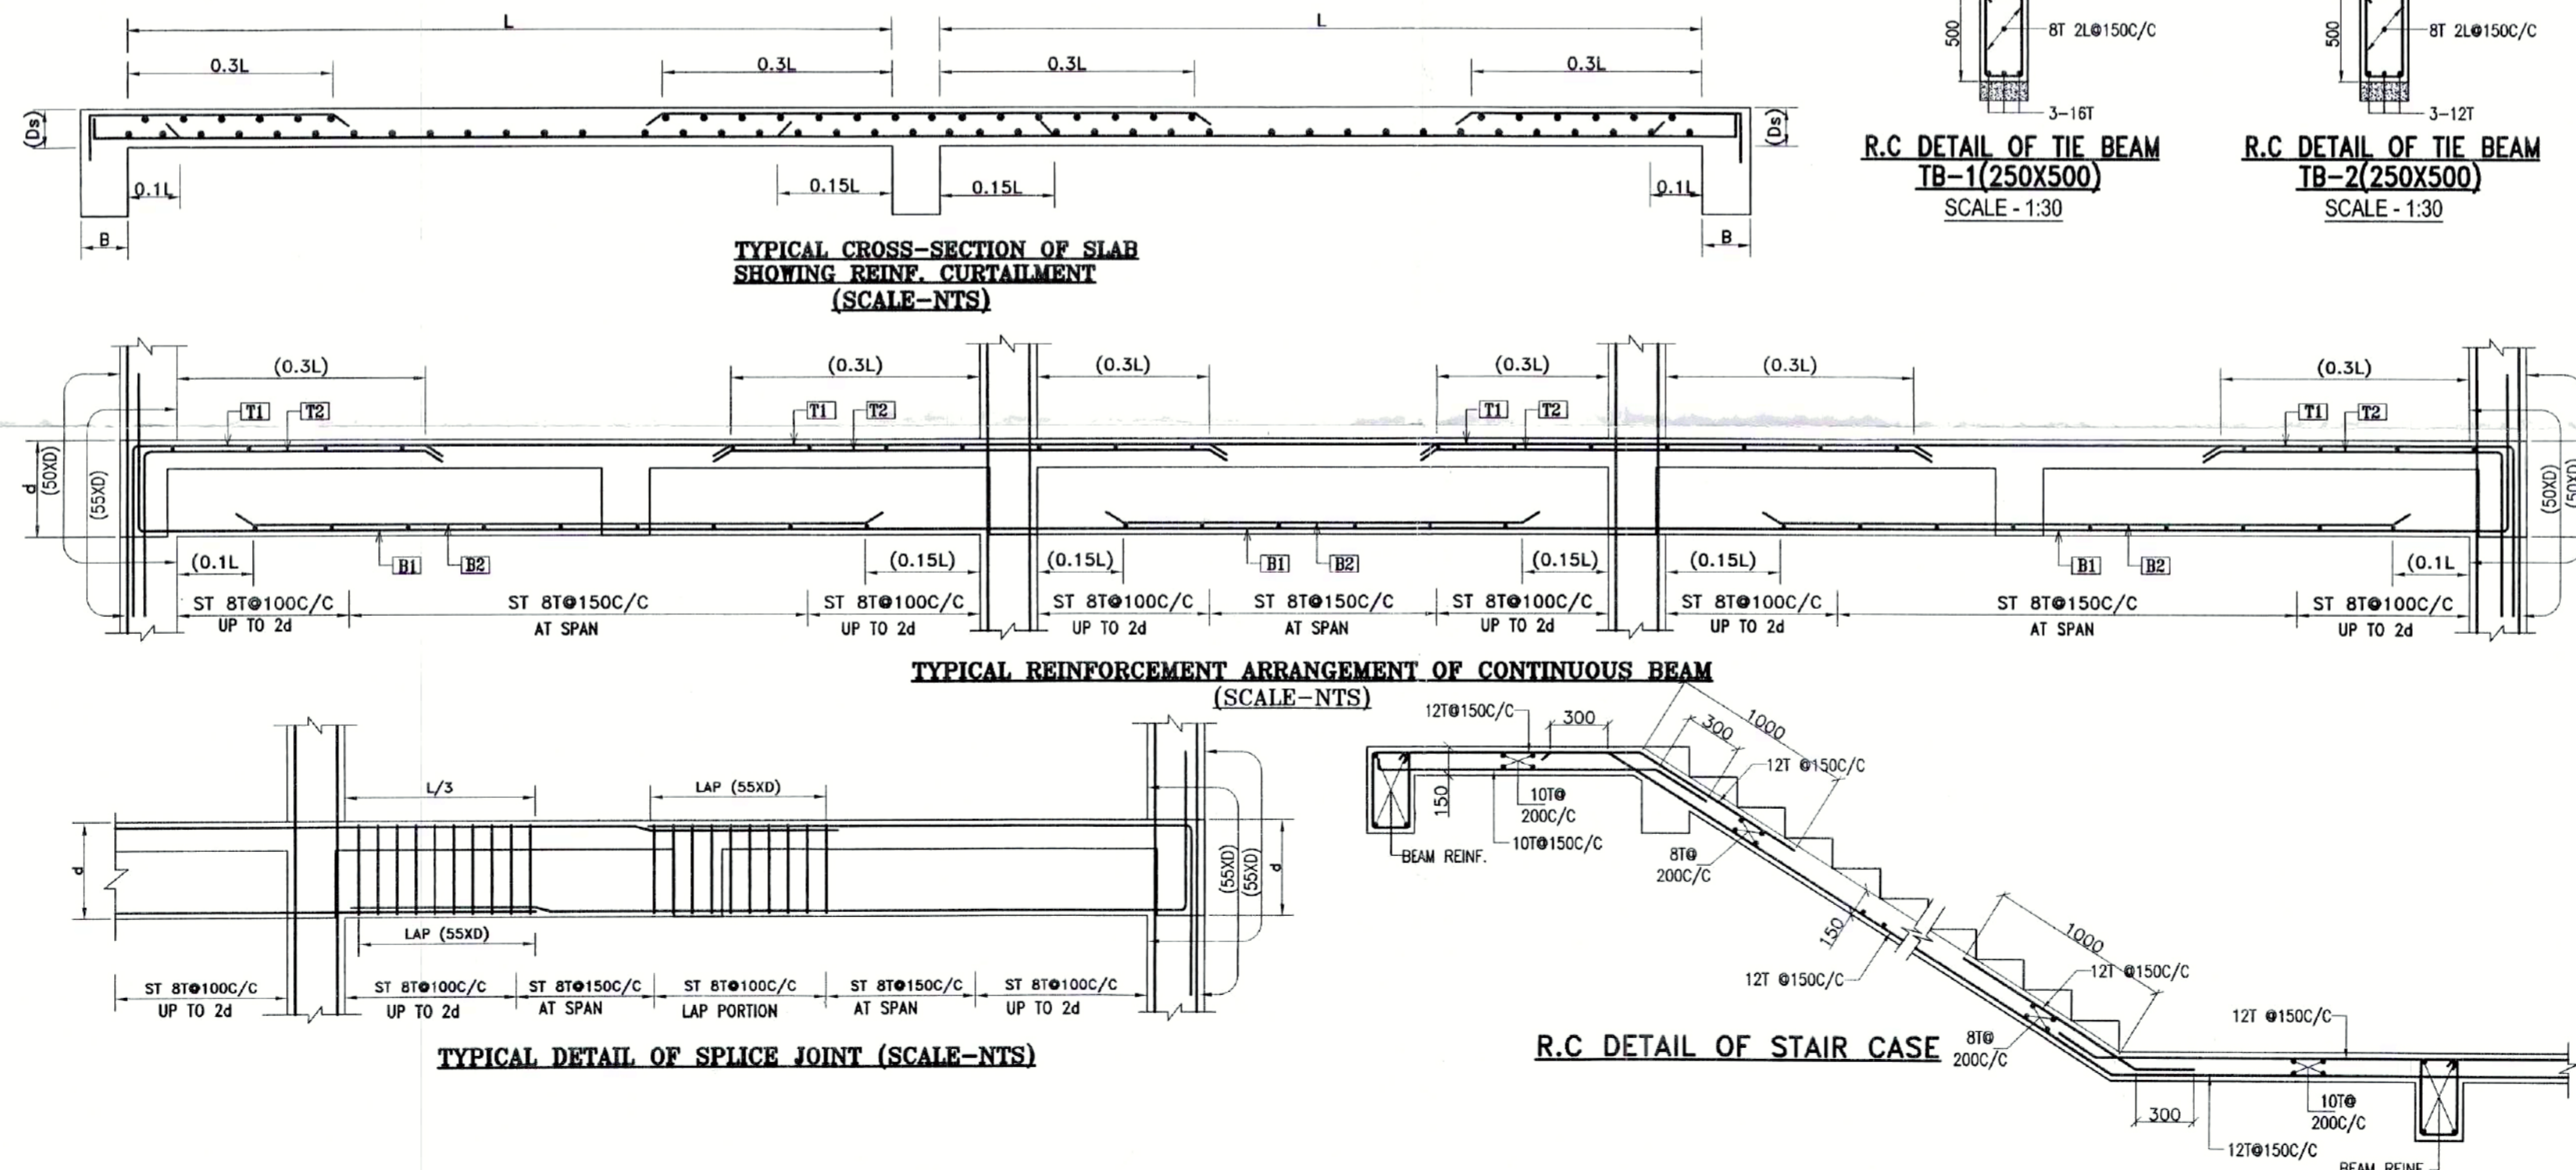 L
L
0.3L
0.3L
0.3L
0.3L
(Ds)
(Ds)
0.1L
0.15L
0.15L
0.1L
B
B
TYPICAL CROSS-SECTION OF SLAB
SHOWING REINF. CURTAILMENT
(SCALE-NTS)
500
8T 2L@150C/C
3-16T
R.C DETAIL OF TIE BEAM
TB-1(250X500)
SCALE - 1:30
500
8T 2L@150C/C
3-12T
R.C DETAIL OF TIE BEAM
TB-2(250X500)
SCALE - 1:30
(0.3L)
(0.3L)
(0.3L)
(0.3L)
(0.3L)
(0.3L)
T1
T2
T1
T2
T1
T2
T1
T2
d
(50XD)
(55XD)
(50XD)
(50XD)
B1
B2
B1
B2
B1
B2
(0.1L
(0.15L)
(0.15L)
(0.15L)
(0.15L)
(0.1L
ST 8T@100C/C
UP TO 2d
ST 8T@150C/C
AT SPAN
ST 8T@100C/C
UP TO 2d
ST 8T@100C/C
UP TO 2d
ST 8T@150C/C
AT SPAN
ST 8T@100C/C
UP TO 2d
ST 8T@100C/C
UP TO 2d
ST 8T@150C/C
AT SPAN
ST 8T@100C/C
UP TO 2d
TYPICAL REINFORCEMENT ARRANGEMENT OF CONTINUOUS BEAM
(SCALE-NTS)
L/3
LAP (55XD)
d
(55XD)
(55XD)
d
LAP (55XD)
ST 8T@100C/C
UP TO 2d
ST 8T@100C/C
UP TO 2d
ST 8T@150C/C
AT SPAN
ST 8T@100C/C
LAP PORTION
ST 8T@150C/C
AT SPAN
ST 8T@100C/C
UP TO 2d
TYPICAL DETAIL OF SPLICE JOINT (SCALE-NTS)
12T@150C/C
300
300
1000
12T @150C/C
150
10T@
200C/C
10T@150C/C
BEAM REINF.
8T@
200C/C
150
12T @150C/C
1000
12T @150C/C
8T@
200C/C
12T @150C/C
300
10T@
200C/C
12T@150C/C
BEAM REINF.
R.C DETAIL OF STAIR CASE